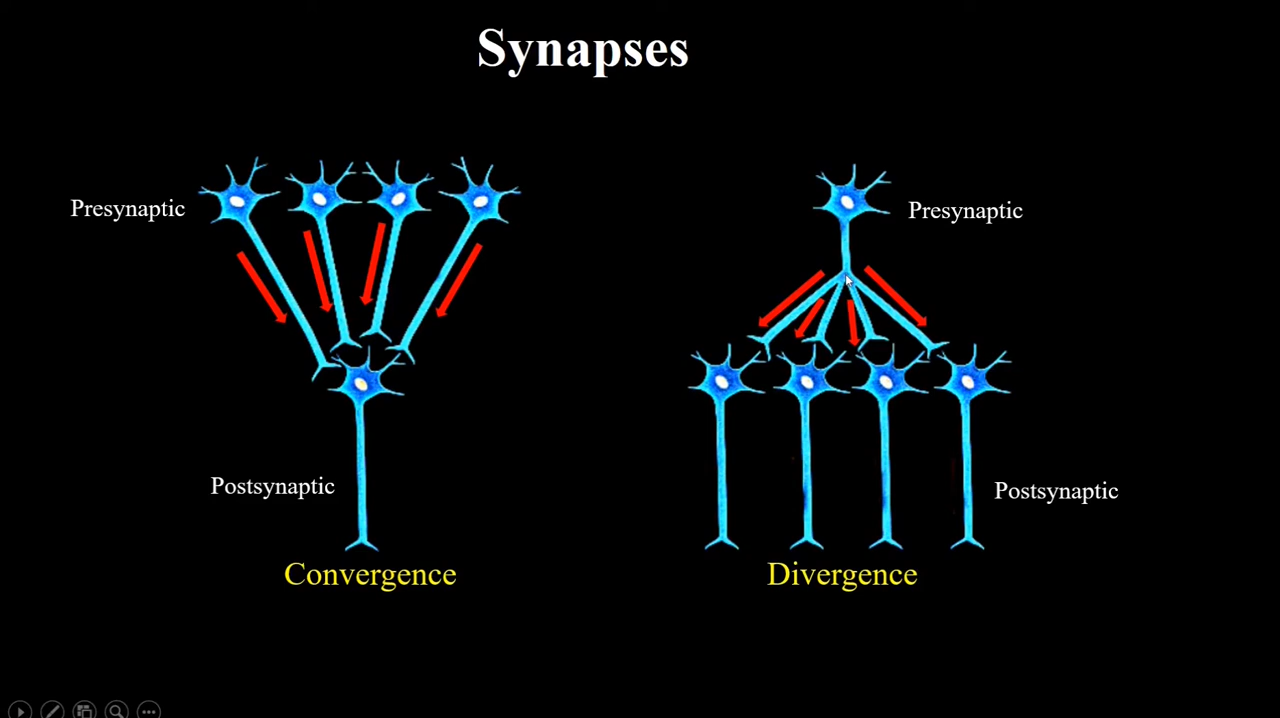 Synapses
Presynaptic
Presynaptic
Postsynaptic
Postsynaptic
Convergence
Divergence